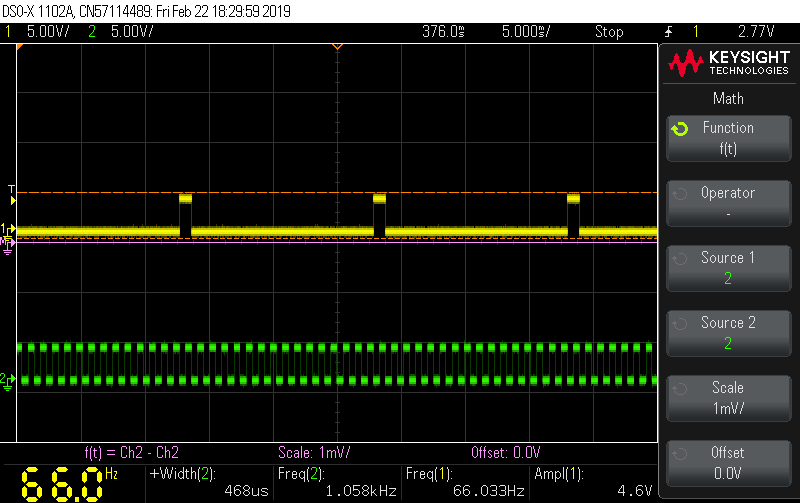 DSO-X 1102A, CN57114489: Fri Feb 22 18:29:59 2019
1 5.00V/ 2 5.00V/ 376.0s 5.000s/ Stop 1 2.77V
KEYSIGHT
TECHNOLOGIES
Math
Function
f(t)
Operator
-
Source 1
2
Source 2
2
Scale
1mV/
Offset
0.0V
T
1
M
2
f(t) = Ch2 - Ch2 Scale: 1mV/ Offset: 0.0V
66.0Hz
+Width(2):
468us
Freq(2):
1.058kHz
Freq(1):
66.033Hz
Ampl(1):
4.6V